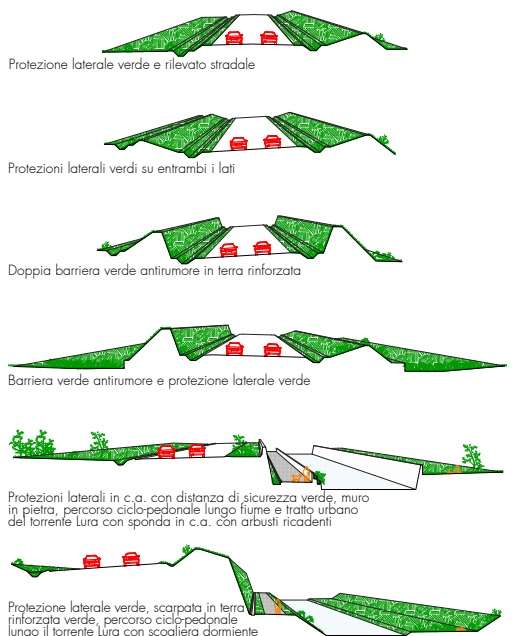 Protezione laterale verde e rilevato stradale
Protezioni laterali verdi su entrambi i lati
Doppia barriera verde antirumore in terra rinforzata
Barriera verde antirumore e protezione laterale verde
Protezioni laterali in c.a. con distanza di sicurezza verde, muro
in pietra, percorso ciclo-pedonale lungo fiume e tratto urbano
del torrente Lura con sponda in c.a. con arbusti ricadenti
Protezione laterale verde, scarpata in terra
rinforzata verde, percorso ciclo-pedonale
lungo il torrente Lura con scogliera dormiente